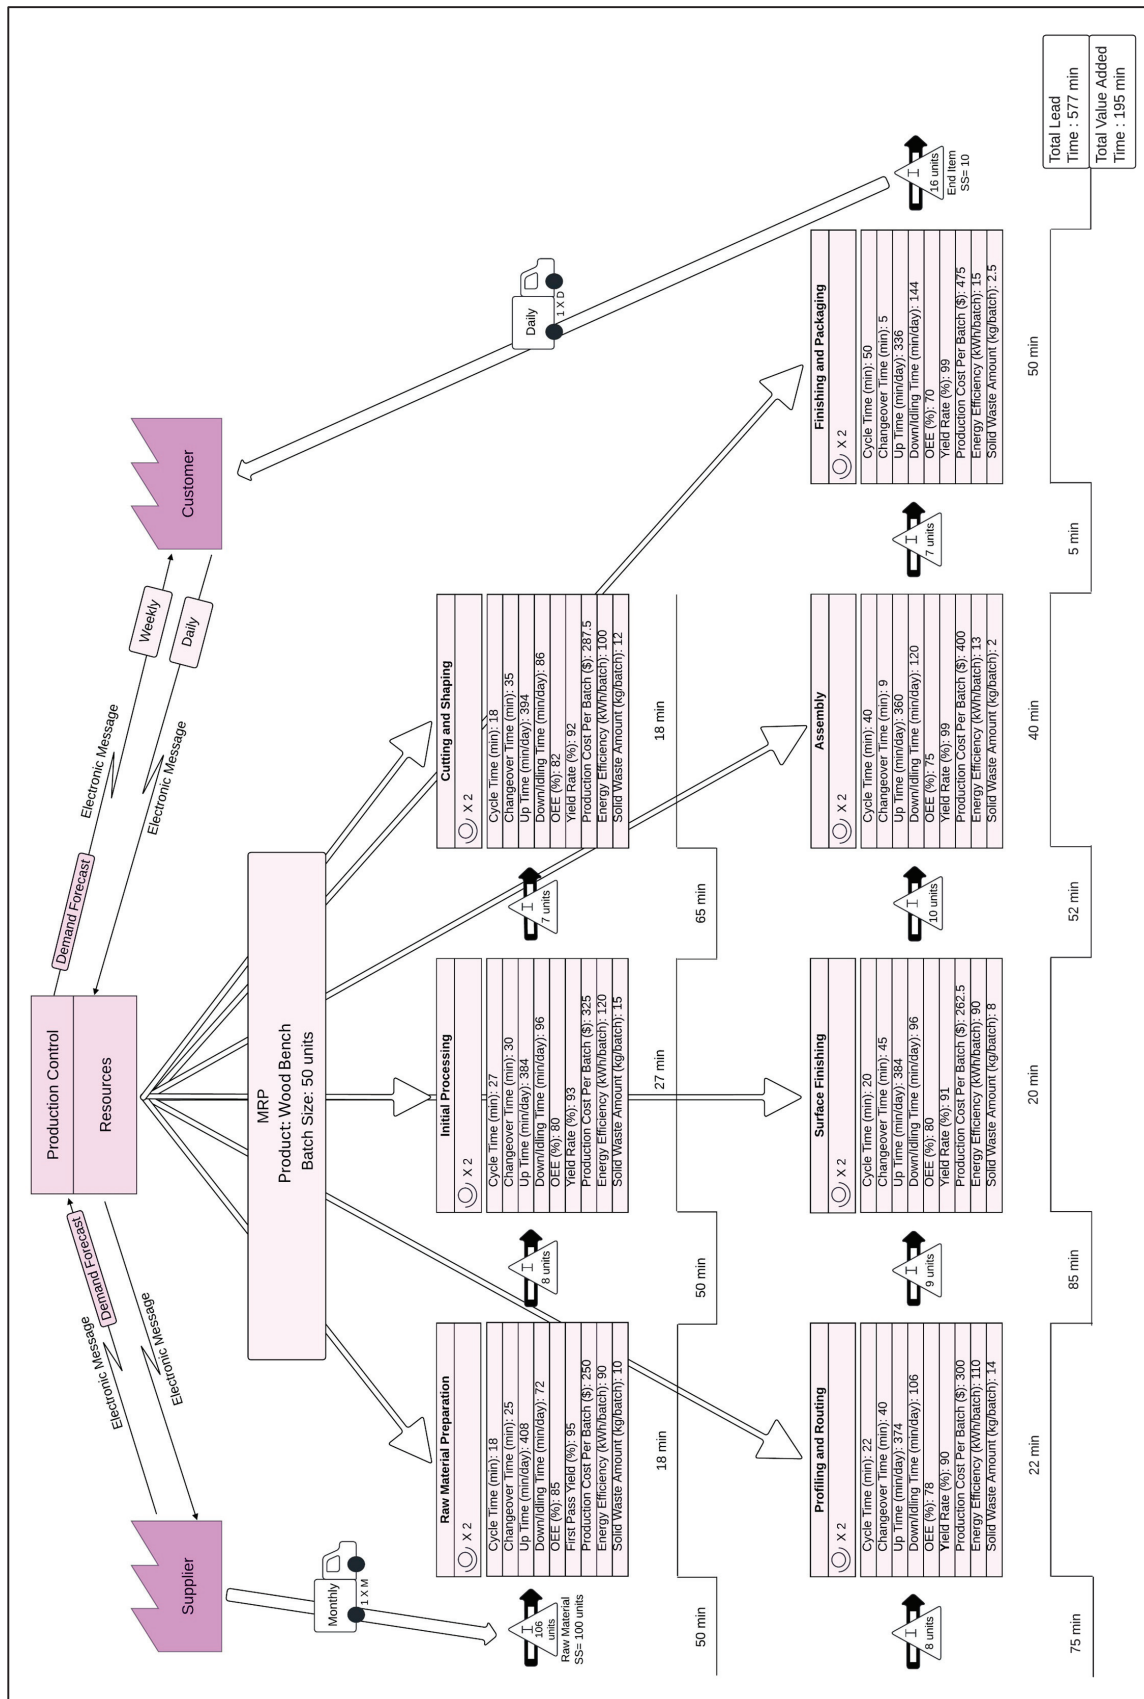 Supplier
Electronic Message
Demand Forecast
Electronic Message
Production Control
Resources
Demand Forecast
Electronic Message
Weekly
Electronic Message
Daily
Customer
Monthly
1 X M
MRP
Product: Wood Bench
Batch Size: 50 units
Daily
1 X D
I
106
units
Raw Material
SS= 100 units
Raw Material Preparation
X 2
Cycle Time (min): 18
Changeover Time (min): 25
Up Time (min/day): 408
Down/Idling Time (min/day): 72
OEE (%): 85
First Pass Yield (%): 95
Production Cost Per Batch ($): 250
Energy Efficiency (kWh/batch): 90
Solid Waste Amount (kg/batch): 10
I
8 units
Initial Processing
X 2
Cycle Time (min): 27
Changeover Time (min): 30
Up Time (min/day): 384
Down/Idling Time (min/day): 96
OEE (%): 80
Yield Rate (%): 93
Production Cost Per Batch ($): 325
Energy Efficiency (kWh/batch): 120
Solid Waste Amount (kg/batch): 15
I
7 units
Cutting and Shaping
X 2
Cycle Time (min): 18
Changeover Time (min): 35
Up Time (min/day): 394
Down/Idling Time (min/day): 86
OEE (%): 82
Yield Rate (%): 92
Production Cost Per Batch ($): 287.5
Energy Efficiency (kWh/batch): 100
Solid Waste Amount (kg/batch): 12
50 min
18 min
50 min
27 min
65 min
18 min
I
8 units
Profiling and Routing
X 2
Cycle Time (min): 22
Changeover Time (min): 40
Up Time (min/day): 374
Down/Idling Time (min/day): 106
OEE (%): 78
Yield Rate (%): 90
Production Cost Per Batch ($): 300
Energy Efficiency (kWh/batch): 110
Solid Waste Amount (kg/batch): 14
I
9 units
Surface Finishing
X 2
Cycle Time (min): 20
Changeover Time (min): 45
Up Time (min/day): 384
Down/Idling Time (min/day): 96
OEE (%): 80
Yield Rate (%): 91
Production Cost Per Batch ($): 262.5
Energy Efficiency (kWh/batch): 90
Solid Waste Amount (kg/batch): 8
I
10 units
Assembly
X 2
Cycle Time (min): 40
Changeover Time (min): 9
Up Time (min/day): 360
Down/Idling Time (min/day): 120
OEE (%): 75
Yield Rate (%): 99
Production Cost Per Batch ($): 400
Energy Efficiency (kWh/batch): 13
Solid Waste Amount (kg/batch): 2
I
7 units
Finishing and Packaging
X 2
Cycle Time (min): 50
Changeover Time (min): 5
Up Time (min/day): 336
Down/Idling Time (min/day): 144
OEE (%): 70
Yield Rate (%): 99
Production Cost Per Batch ($): 475
Energy Efficiency (kWh/batch): 15
Solid Waste Amount (kg/batch): 2.5
I
16 units
End Item
SS= 10
75 min
22 min
85 min
20 min
52 min
40 min
5 min
50 min
Total Lead
Time : 577 min
Total Value Added
Time : 195 min